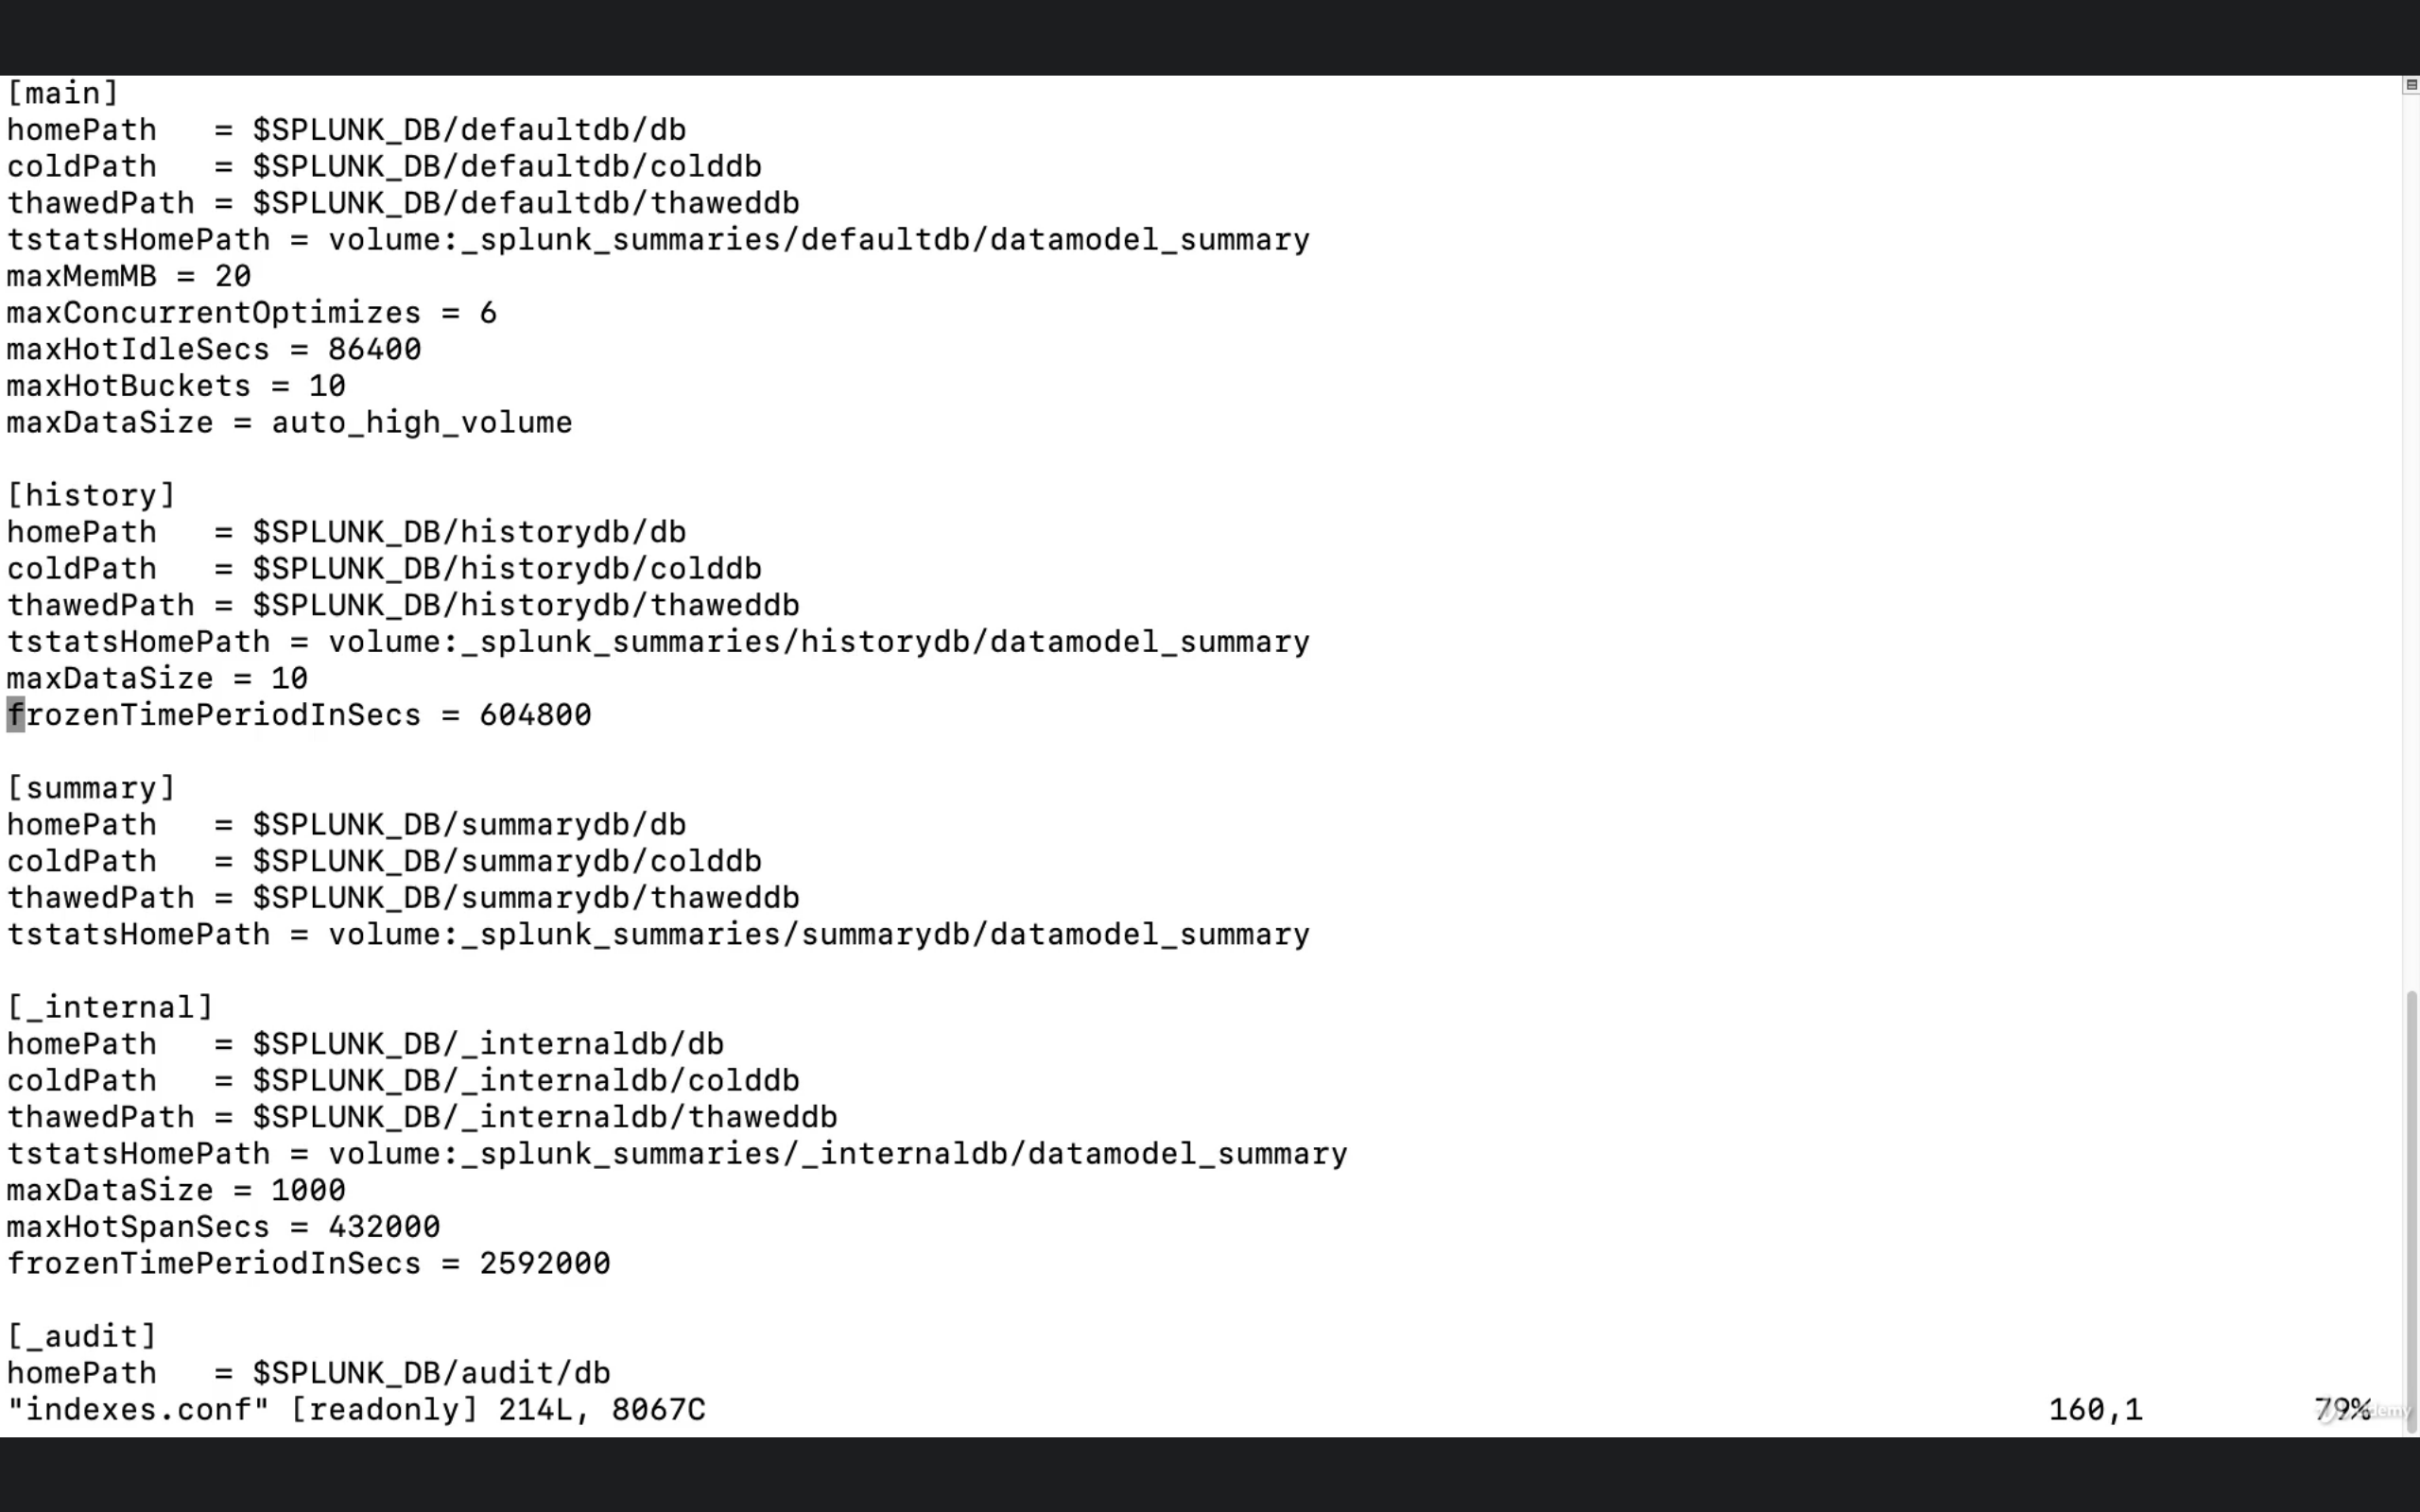 [main]
homePath   = $SPLUNK_DB/defaultdb/db
coldPath   = $SPLUNK_DB/defaultdb/colddb
thawedPath = $SPLUNK_DB/defaultdb/thaweddb
tstatsHomePath = volume:_splunk_summaries/defaultdb/datamodel_summary
maxMemMB = 20
maxConcurrentOptimizes = 6
maxHotIdleSecs = 86400
maxHotBuckets = 10
maxDataSize = auto_high_volume

[history]
homePath   = $SPLUNK_DB/historydb/db
coldPath   = $SPLUNK_DB/historydb/colddb
thawedPath = $SPLUNK_DB/historydb/thaweddb
tstatsHomePath = volume:_splunk_summaries/historydb/datamodel_summary
maxDataSize = 10
frozenTimePeriodInSecs = 604800

[summary]
homePath   = $SPLUNK_DB/summarydb/db
coldPath   = $SPLUNK_DB/summarydb/colddb
thawedPath = $SPLUNK_DB/summarydb/thaweddb
tstatsHomePath = volume:_splunk_summaries/summarydb/datamodel_summary

[_internal]
homePath   = $SPLUNK_DB/_internaldb/db
coldPath   = $SPLUNK_DB/_internaldb/colddb
thawedPath = $SPLUNK_DB/_internaldb/thaweddb
tstatsHomePath = volume:_splunk_summaries/_internaldb/datamodel_summary
maxDataSize = 1000
maxHotSpanSecs = 432000
frozenTimePeriodInSecs = 2592000

[_audit]
homePath   = $SPLUNK_DB/audit/db
"indexes.conf" [readonly] 214L, 8067C 160,1 79%